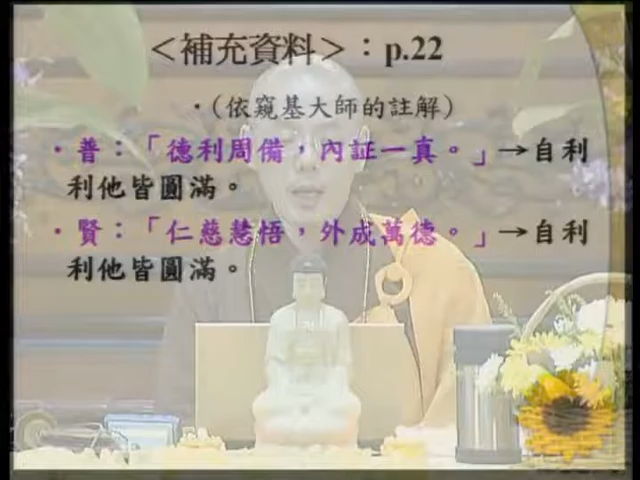 ＜補充資料＞：p.22
・(依窺基大師的註解)
・普：「德利周備，內証一真。」→自利
利他皆圓滿。
・賢：「仁慈慧悟，外成萬德。」→自利
利他皆圓滿。